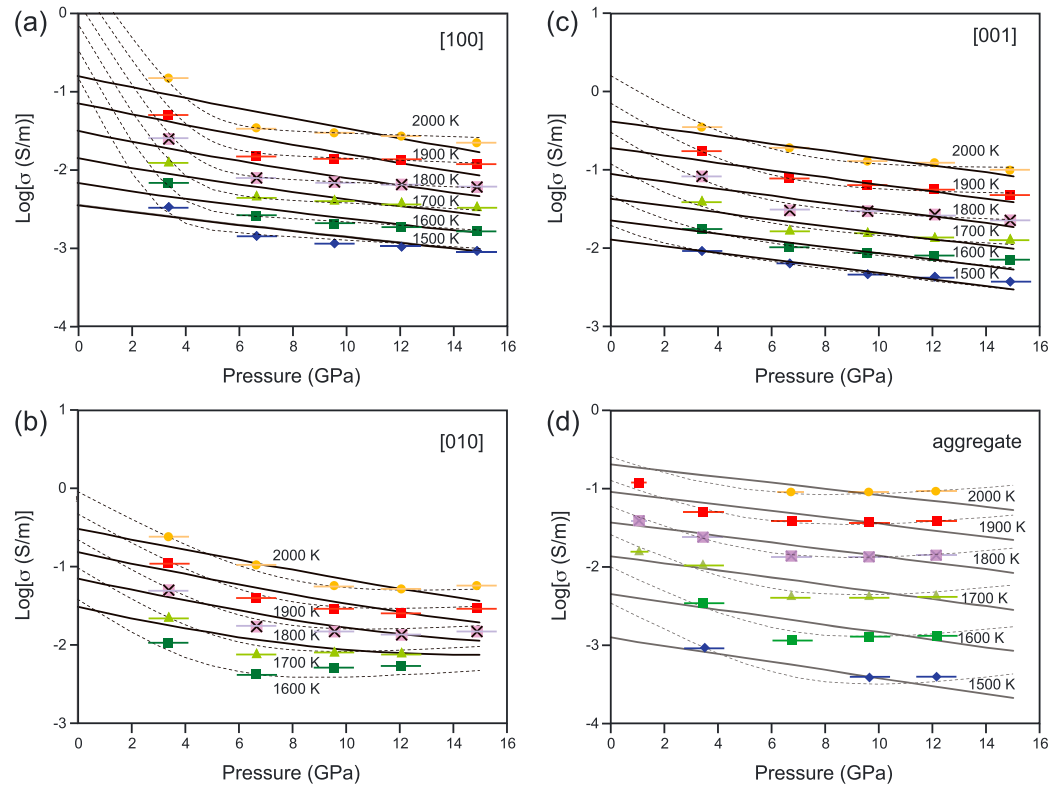 (a)
[100]
0
-1
-2
-3
-4
Log[σ (S/m)]
2000 K
1900 K
1800 K
1700 K
1600 K
1500 K
0 2 4 6 8 10 12 14 16
Pressure (GPa)
(c)
[001]
1
0
-1
-2
-3
Log[σ (S/m)]
2000 K
1900 K
1800 K
1700 K
1600 K
1500 K
0 2 4 6 8 10 12 14 16
Pressure (GPa)
(b)
[010]
1
0
-1
-2
-3
Log[σ (S/m)]
2000 K
1900 K
1800 K
1700 K
1600 K
0 2 4 6 8 10 12 14 16
Pressure (GPa)
(d)
aggregate
-0
-1
-2
-3
-4
Log[σ (S/m)]
2000 K
1900 K
1800 K
1700 K
1600 K
1500 K
0 2 4 6 8 10 12 14 16
Pressure (GPa)